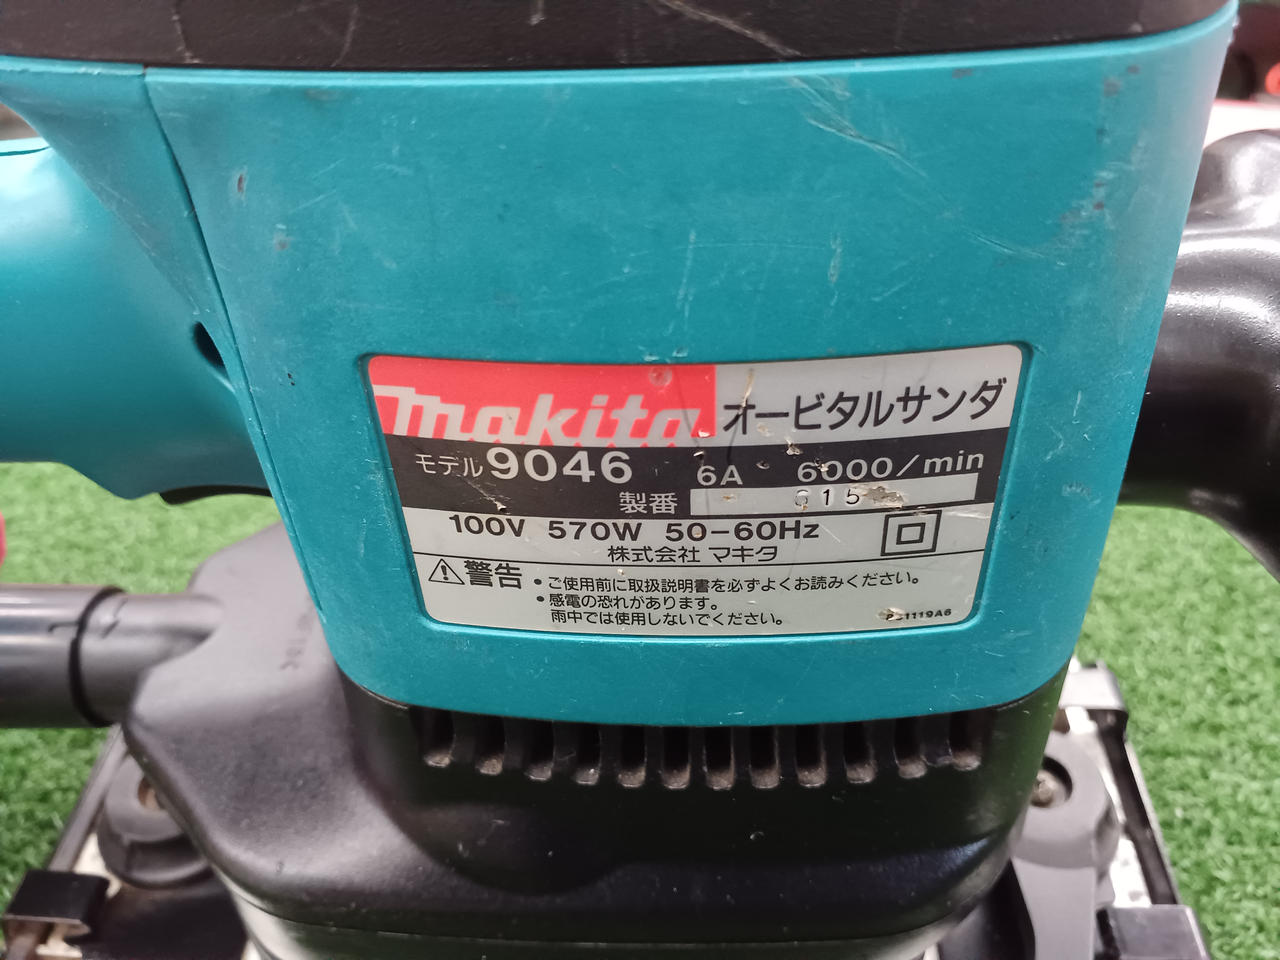 makita オービタルサンダ
モデル 9046 6A 6000/min
製番 615
100V 570W 50-60Hz
株式会社 マキタ
警告 ・ご使用前に取扱説明書を必ずよくお読みください。
・感電の恐れがあります。
雨中では使用しないでください。